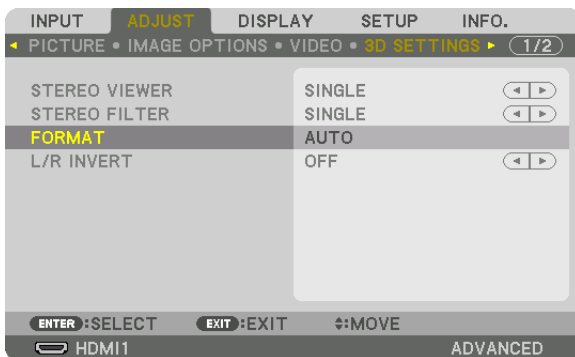 INPUT ADJUST DISPLAY SETUP INFO.
PICTURE • IMAGE OPTIONS • VIDEO • 3D SETTINGS 1/2
STEREO VIEWER SINGLE
STEREO FILTER SINGLE
FORMAT AUTO
L/R INVERT OFF
ENTER:SELECT EXIT:EXIT :MOVE
HDMI1 ADVANCED